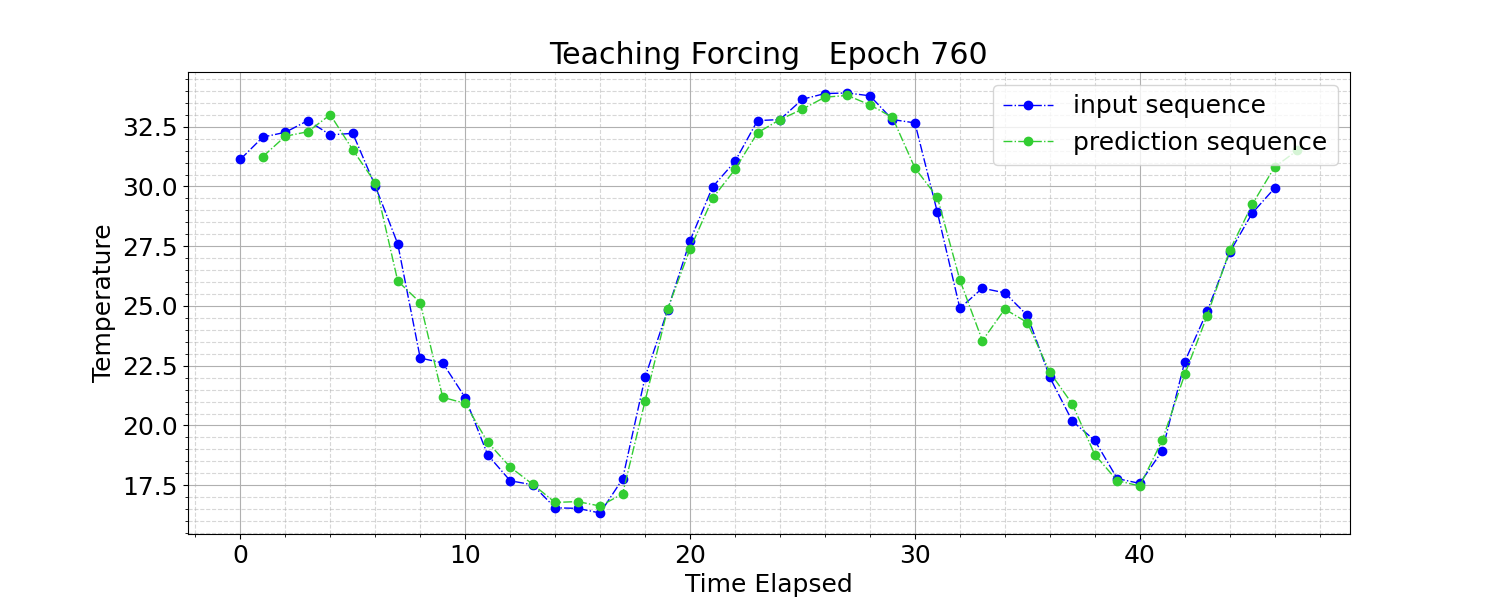 Teaching Forcing   Epoch 760
input sequence
prediction sequence
32.5
30.0
27.5
25.0
22.5
20.0
17.5
Temperature
0 10 20 30 40
Time Elapsed